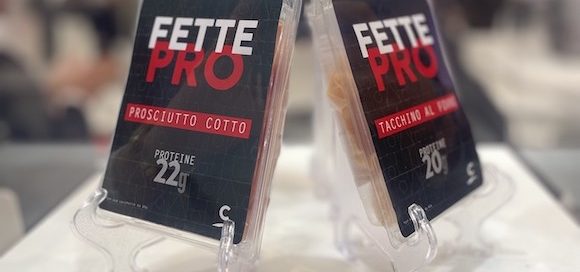 FETTE
PRO
PROSCIUTTO COTTO
PROTEINE
22g
FETTE
PRO
TACCHINO AL FORNO
PROTEINE
20g